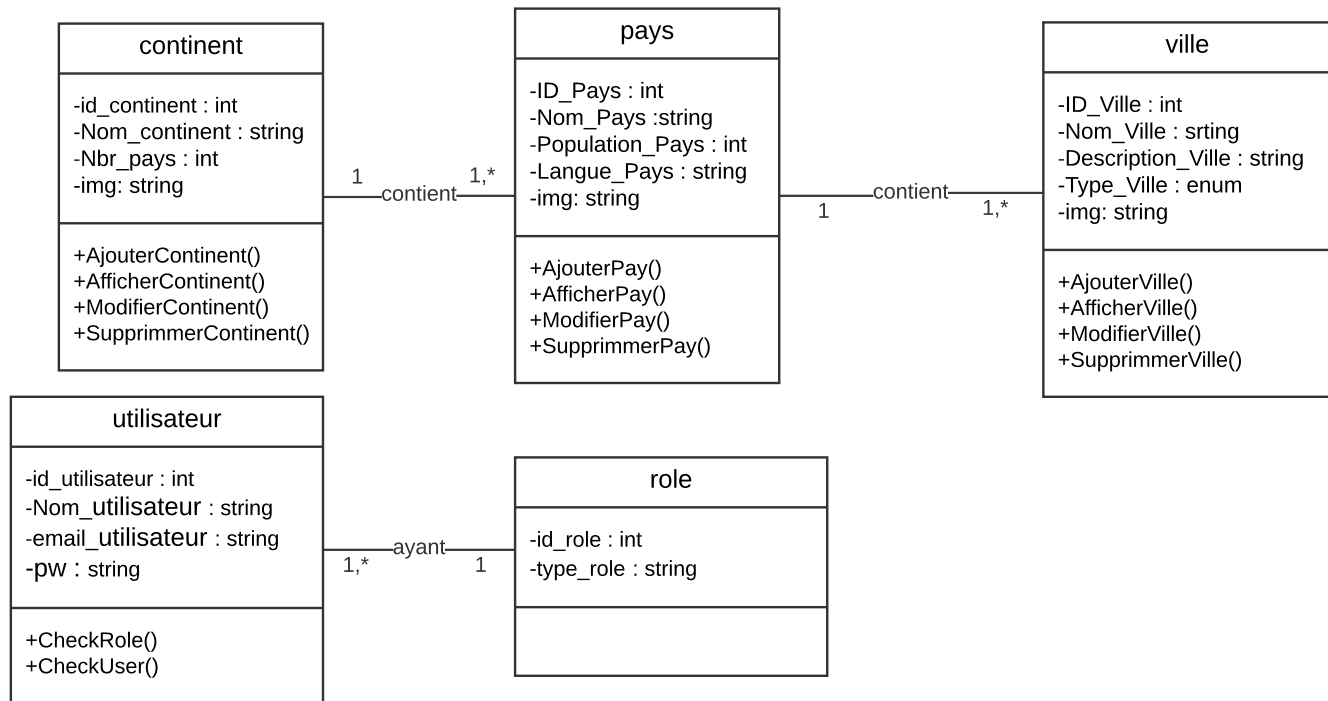 continent
-id_continent : int
-Nom_continent : string
-Nbr_pays : int
-img: string
+AjouterContinent()
+AfficherContinent()
+ModifierContinent()
+SupprimmerContinent()
1
contient
1,*
pays
-ID_Pays : int
-Nom_Pays :string
-Population_Pays : int
-Langue_Pays : string
-img: string
+AjouterPay()
+AfficherPay()
+ModifierPay()
+SupprimmerPay()
1
contient
1,*
ville
-ID_Ville : int
-Nom_Ville : srting
-Description_Ville : string
-Type_Ville : enum
-img: string
+AjouterVille()
+AfficherVille()
+ModifierVille()
+SupprimmerVille()
utilisateur
-id_utilisateur : int
-Nom_utilisateur : string
-email_utilisateur : string
-pw : string
+CheckRole()
+CheckUser()
1,*
ayant
1
role
-id_role : int
-type_role : string